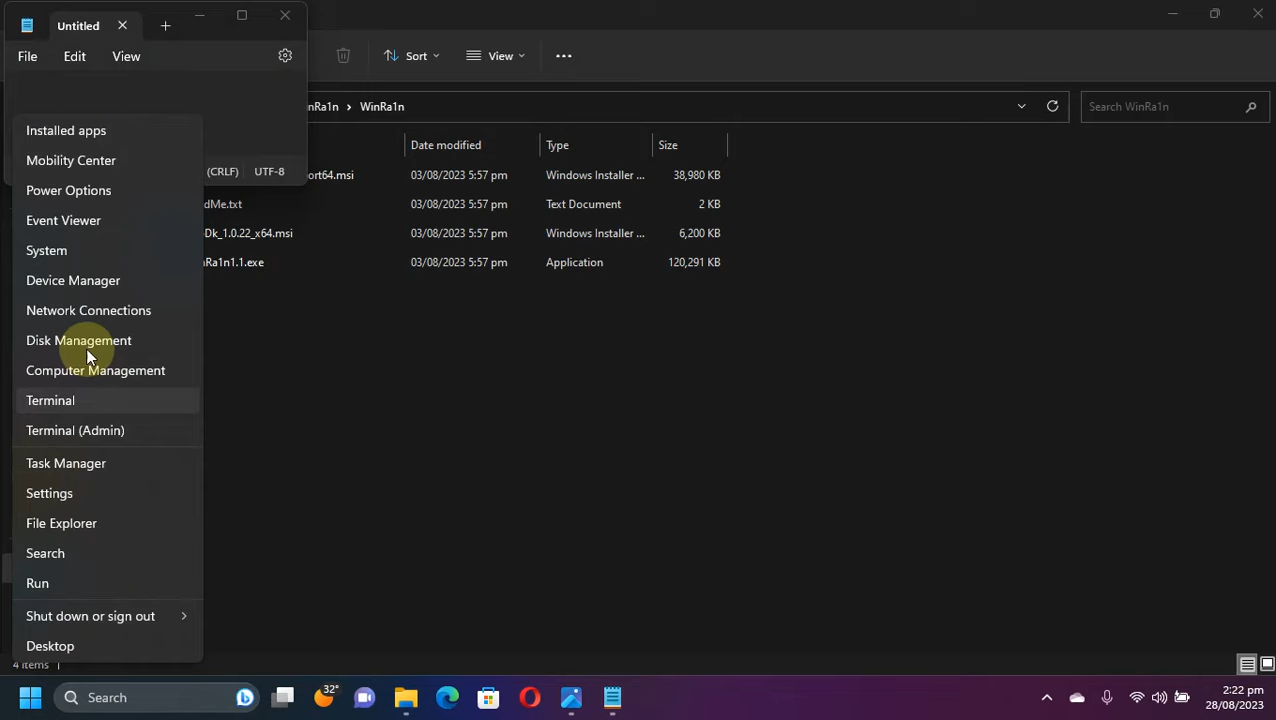 Untitled
File Edit View
Sort View
nRa1n > WinRa1n
Search WinRa1n
Date modified Type Size
ort64.msi 03/08/2023 5:57 pm Windows Installer ... 38,980 KB
(CRLF) UTF-8
dMe.txt 03/08/2023 5:57 pm Text Document 2 KB
Dk_1.0.22_x64.msi 03/08/2023 5:57 pm Windows Installer ... 6,200 KB
Ra1n1.1.exe 03/08/2023 5:57 pm Application 120,291 KB
Installed apps
Mobility Center
Power Options
Event Viewer
System
Device Manager
Network Connections
Disk Management
Computer Management
Terminal
Terminal (Admin)
Task Manager
Settings
File Explorer
Search
Run
Shut down or sign out
Desktop
4 items
Search
32°
2:22 pm
28/08/2023